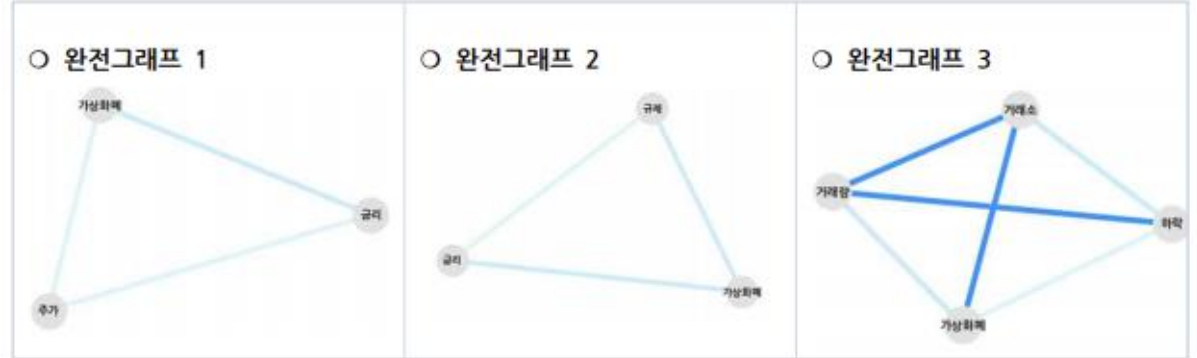 ○ 완전그래프 1
가상화폐
금리
주가
○ 완전그래프 2
규제
금리
가상화폐
○ 완전그래프 3
거래소
거래량
하락
가상화폐